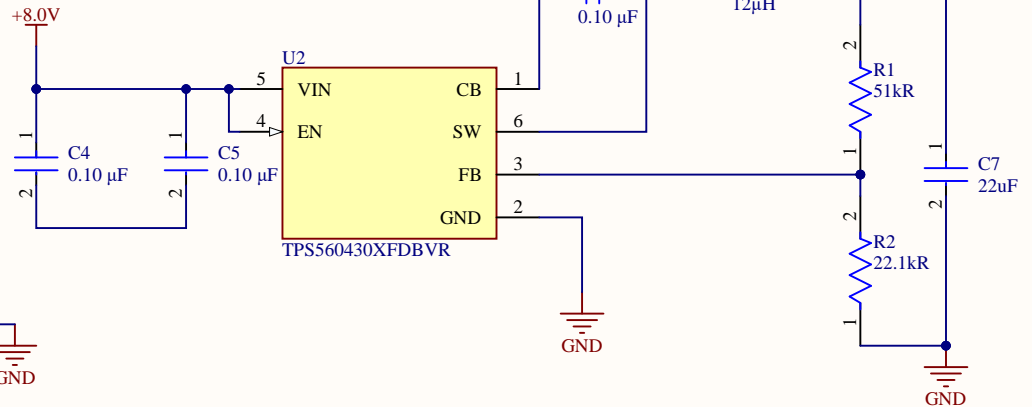 +8.0V
0.10 µF
12µH
U2
5 VIN
4 EN
CB 1
SW 6
FB 3
GND 2
TPS560430XFDBVR
1
C4
0.10 µF
2
1
C5
0.10 µF
2
2
R1
51kR
1
2
R2
22.1kR
1
1
C7
22uF
2
GND
GND
GND